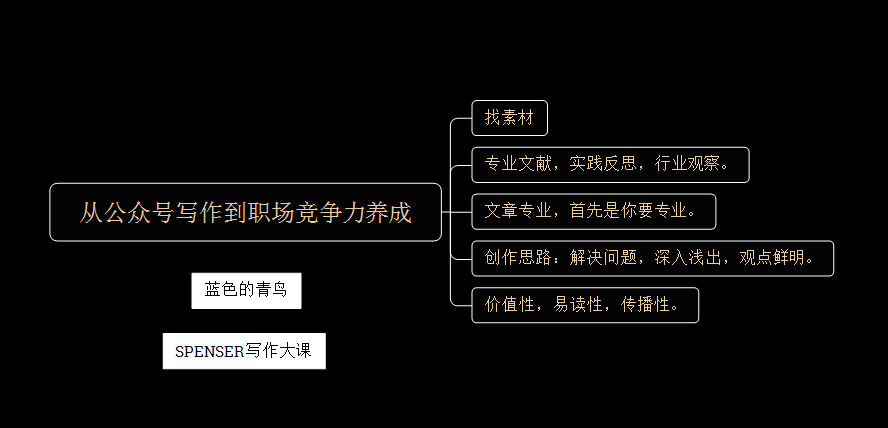 从公众号写作到职场竞争力养成
找素材
专业文献，实践反思，行业观察。
文章专业，首先是你要专业。
创作思路：解决问题，深入浅出，观点鲜明。
价值性，易读性，传播性。
蓝色的青鸟
SPENSER写作大课